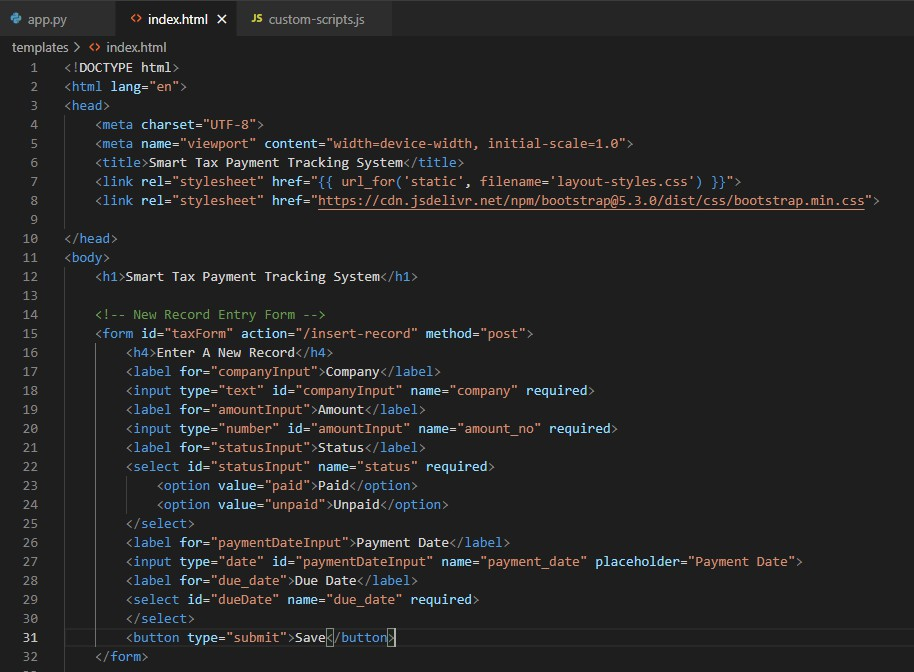 app.py index.html × JS custom-scripts.js
templates > <> index.html
1 <!DOCTYPE html>
2 <html lang="en">
3 <head>
4 <meta charset="UTF-8">
5 <meta name="viewport" content="width=device-width, initial-scale=1.0">
6 <title>Smart Tax Payment Tracking System</title>
7 <link rel="stylesheet" href="{{ url_for('static', filename='layout-styles.css') }}">
8 <link rel="stylesheet" href="https://cdn.jsdelivr.net/npm/bootstrap@5.3.0/dist/css/bootstrap.min.css">
9
10 </head>
11 <body>
12 <h1>Smart Tax Payment Tracking System</h1>
13
14 <!-- New Record Entry Form -->
15 <form id="taxForm" action="/insert-record" method="post">
16 <h4>Enter A New Record</h4>
17 <label for="companyInput">Company</label>
18 <input type="text" id="companyInput" name="company" required>
19 <label for="amountInput">Amount</label>
20 <input type="number" id="amountInput" name="amount_no" required>
21 <label for="statusInput">Status</label>
22 <select id="statusInput" name="status" required>
23 <option value="paid">Paid</option>
24 <option value="unpaid">Unpaid</option>
25 </select>
26 <label for="paymentDateInput">Payment Date</label>
27 <input type="date" id="paymentDateInput" name="payment_date" placeholder="Payment Date">
28 <label for="due_date">Due Date</label>
29 <select id="dueDate" name="due_date" required>
30 </select>
31 <button type="submit">Save</button>
32 </form>